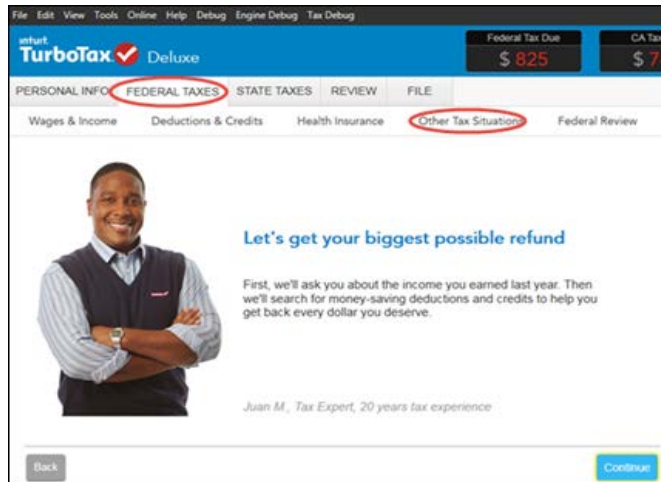 File Edit View Tools Online Help Debug Engine Debug Tax Debug
intuit
TurboTax Deluxe
Federal Tax Due
$ 825
CA Tax
$ 7
PERSONAL INFO FEDERAL TAXES STATE TAXES REVIEW FILE
Wages & Income Deductions & Credits Health Insurance Other Tax Situations Federal Review
Let's get your biggest possible refund
First, we'll ask you about the income you earned last year. Then
we'll search for money-saving deductions and credits to help you
get back every dollar you deserve.
Juan M., Tax Expert, 20 years tax experience
Back Continue